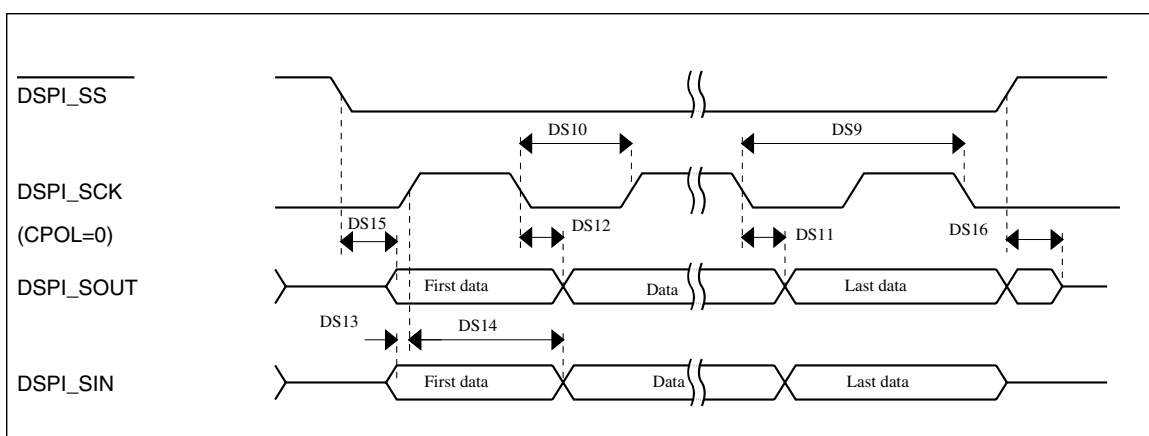 DSPI_SS
DS10
DS9
DSPI_SCK
(CPOL=0)
DS15
DS12
DS11
DS16
DSPI_SOUT
First data
Data
Last data
DS13
DS14
DSPI_SIN
First data
Data
Last data